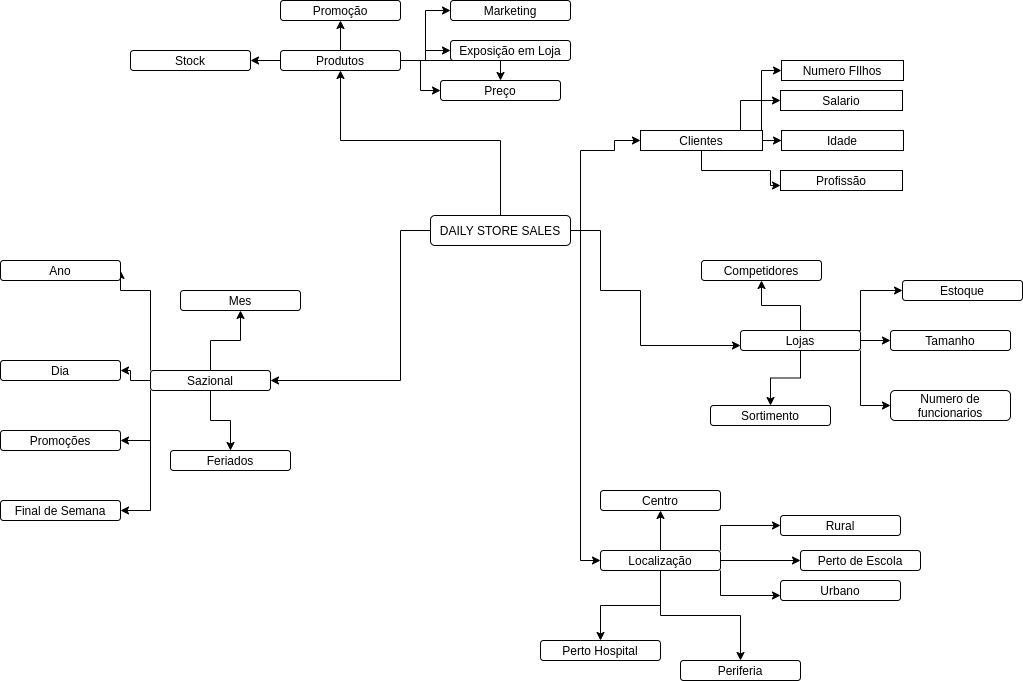 Promoção
Marketing
Exposição em Loja
Stock
Produtos
Preço
Numero FIlhos
Salario
Clientes
Idade
Profissão
DAILY STORE SALES
Ano
Mes
Dia
Sazional
Promoções
Feriados
Final de Semana
Competidores
Estoque
Lojas
Tamanho
Sortimento
Numero de
funcionarios
Centro
Rural
Localização
Perto de Escola
Urbano
Perto Hospital
Periferia